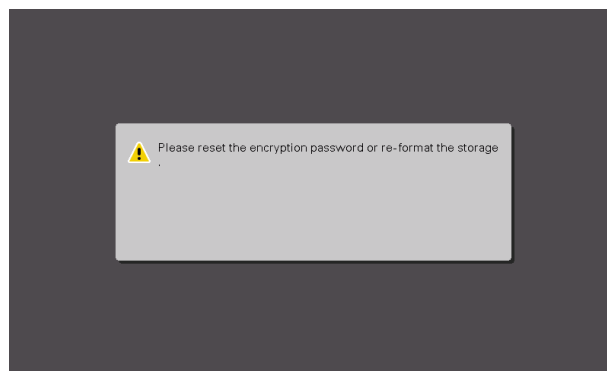 Please reset the encryption password or re-format the storage
.